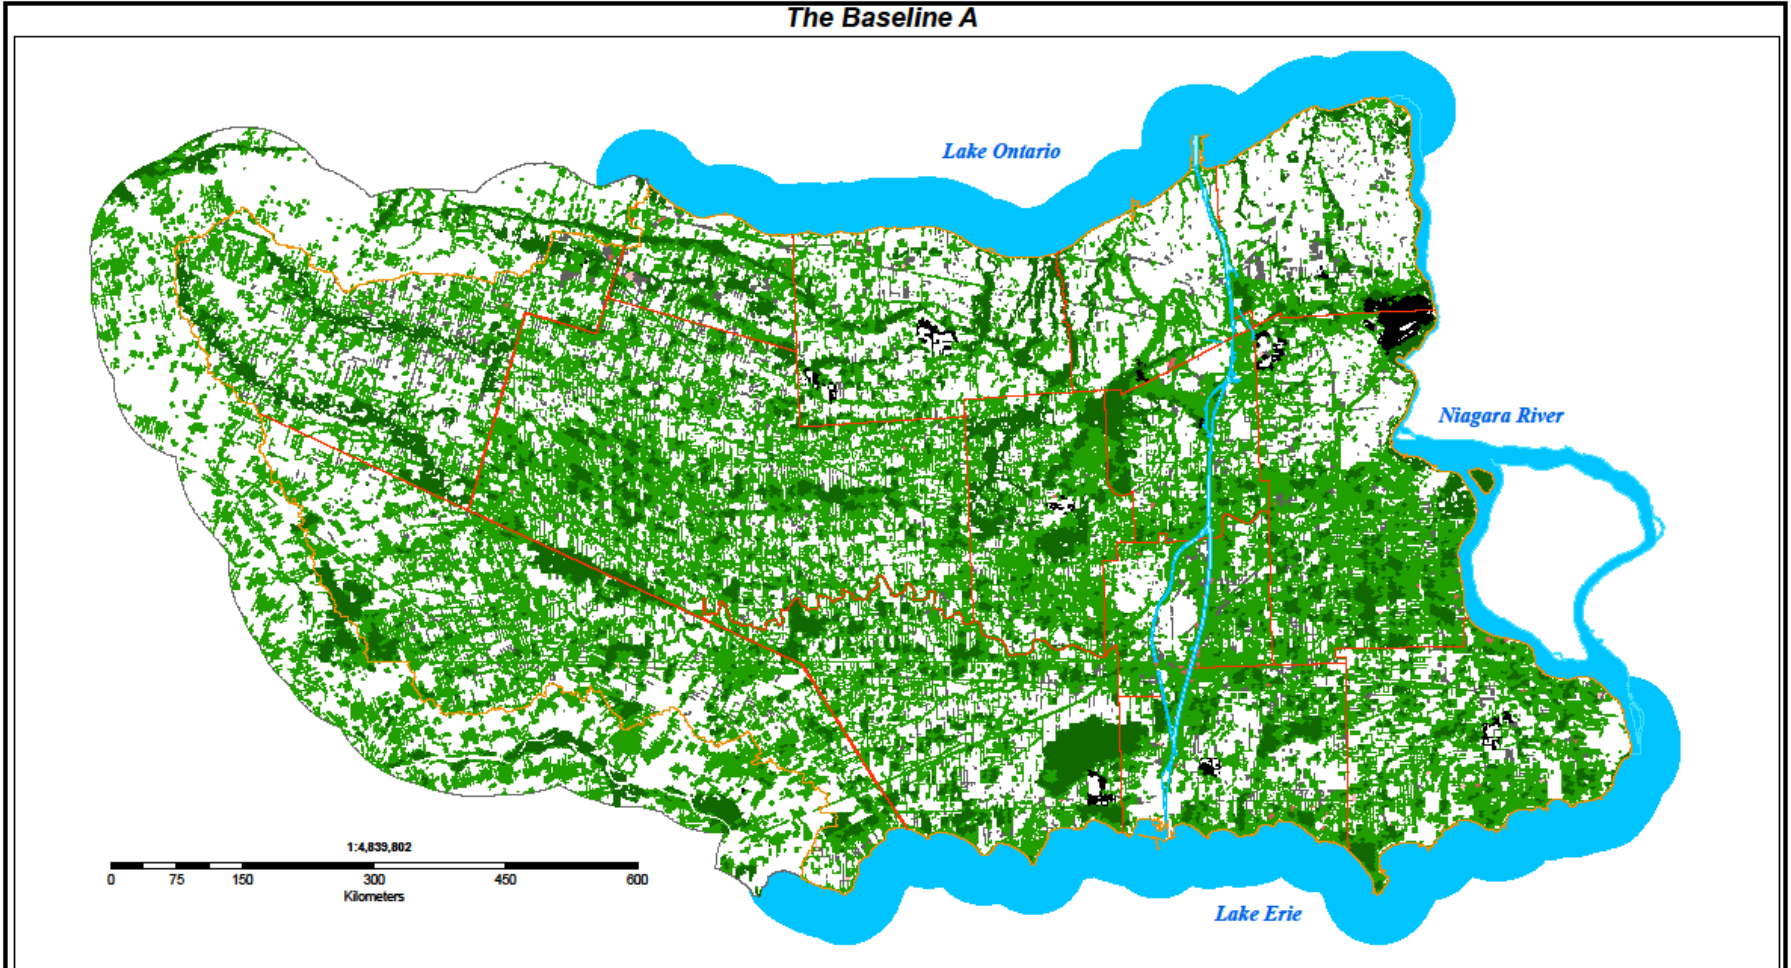 The Baseline A
Lake Ontario
Niagara River
1:4,839,802
0 75 150 300 450 600
Kilometers
Lake Erie